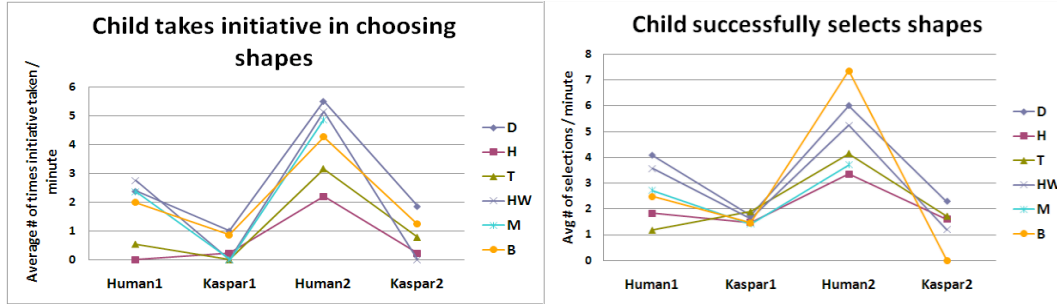 Child takes initiative in choosing
shapes
Average # of times initiative taken /
minute
6
5
4
3
2
1
0
Human1 Kaspar1 Human2 Kaspar2
D
H
T
HW
M
B
Child successfully selects shapes
Avg # of selections / minute
8
7
6
5
4
3
2
1
0
Human1 Kaspar1 Human2 Kaspar2
D
H
T
HW
M
B